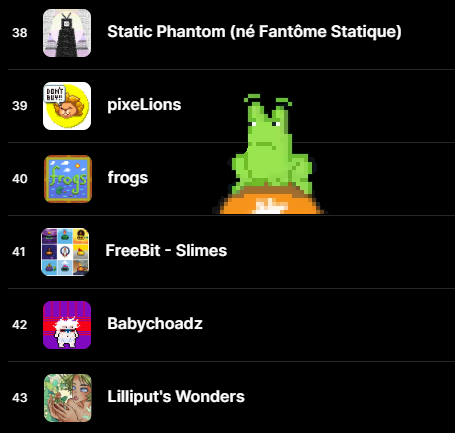 38 Static Phantom (né Fantôme Statique)
DON'T
BUY!!
39 pixeLions
frogs
40 frogs
41 FreeBit - Slimes
42 Babychoadz
43 Lilliput's Wonders